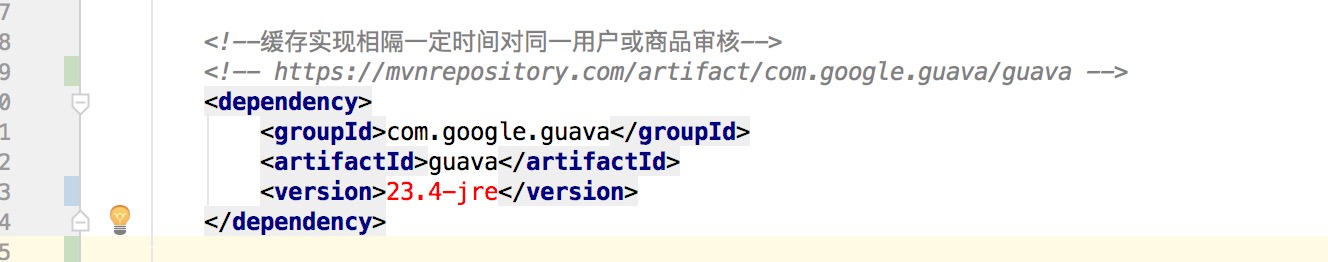 7
8 <!--缓存实现相隔一定时间对同一用户或商品审核-->
9 <!-- https://mvnrepository.com/artifact/com.google.guava/guava -->
0 <dependency>
1 <groupId>com.google.guava</groupId>
2 <artifactId>guava</artifactId>
3 <version>23.4-jre</version>
4 </dependency>
5